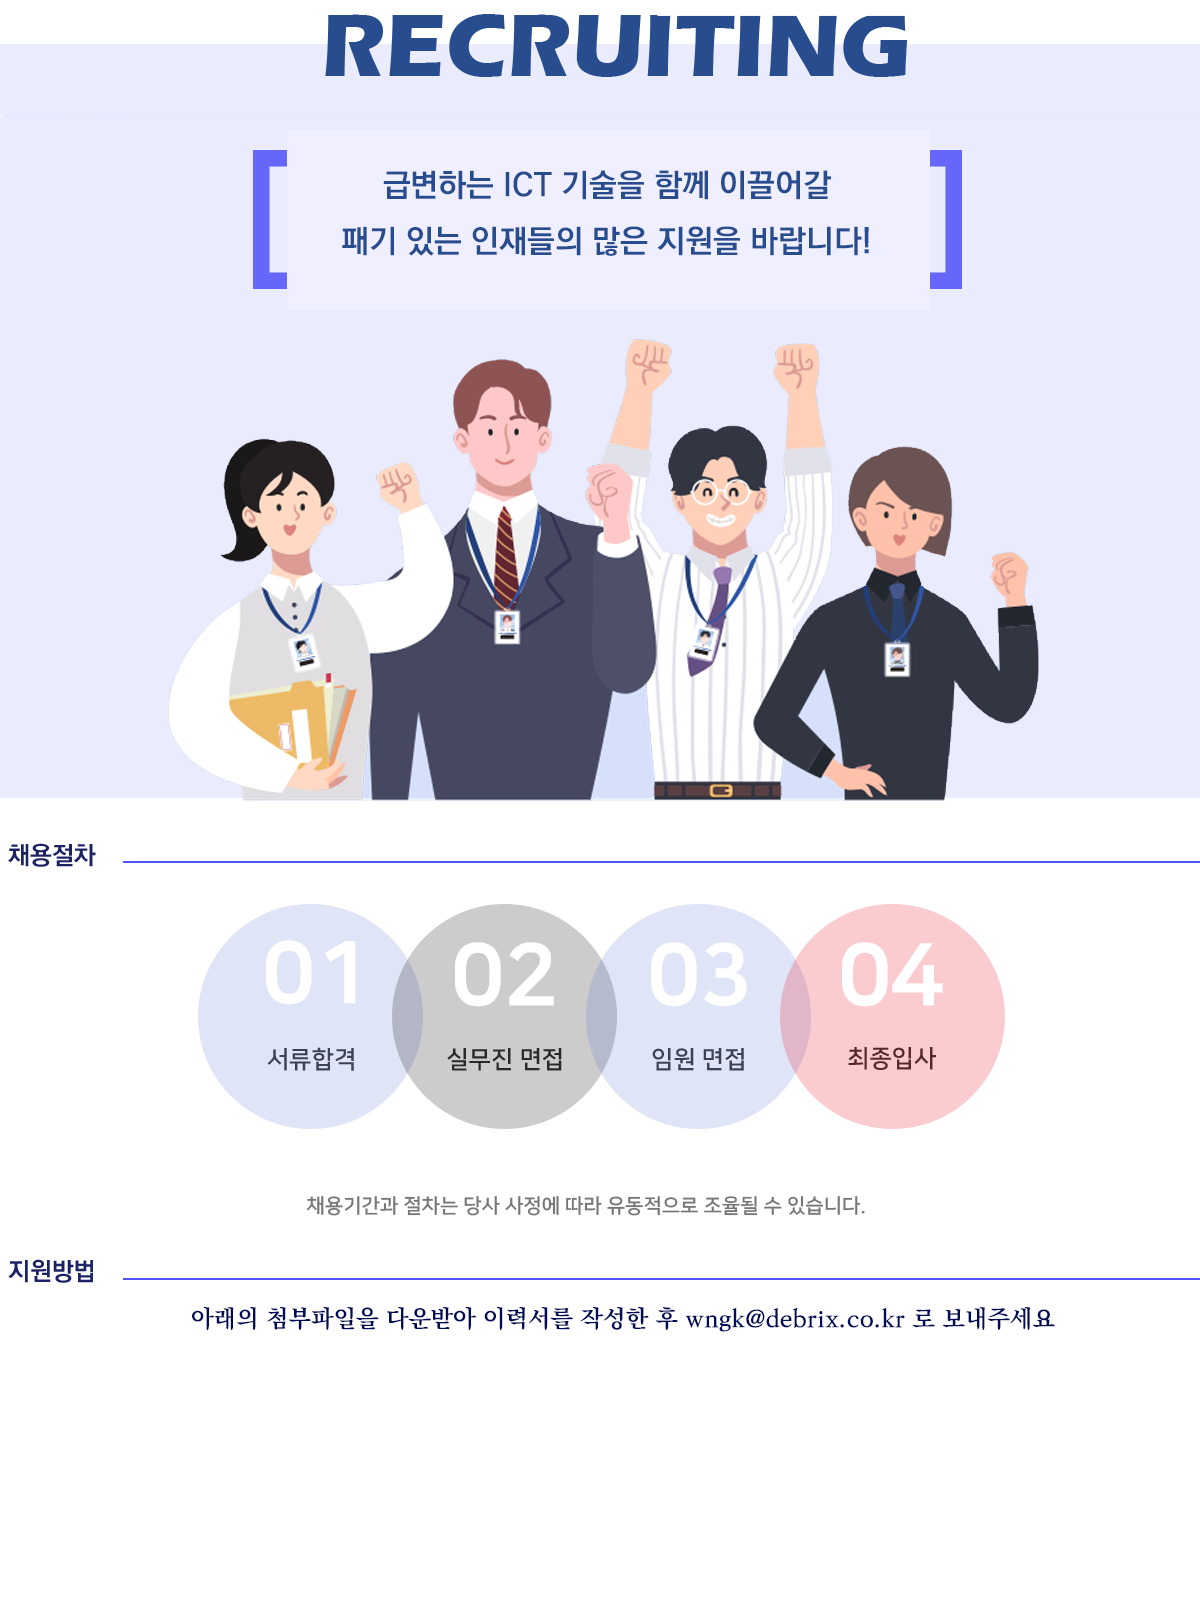 RECRUITING
급변하는 ICT 기술을 함께 이끌어갈
패기 있는 인재들의 많은 지원을 바랍니다!
채용절차
01 02 03 04
서류합격 실무진 면접 임원 면접 최종입사
채용기간과 절차는 당사 사정에 따라 유동적으로 조율될 수 있습니다.
지원방법
아래의 첨부파일을 다운받아 이력서를 작성한 후 wngk@debrix.co.kr 로 보내주세요